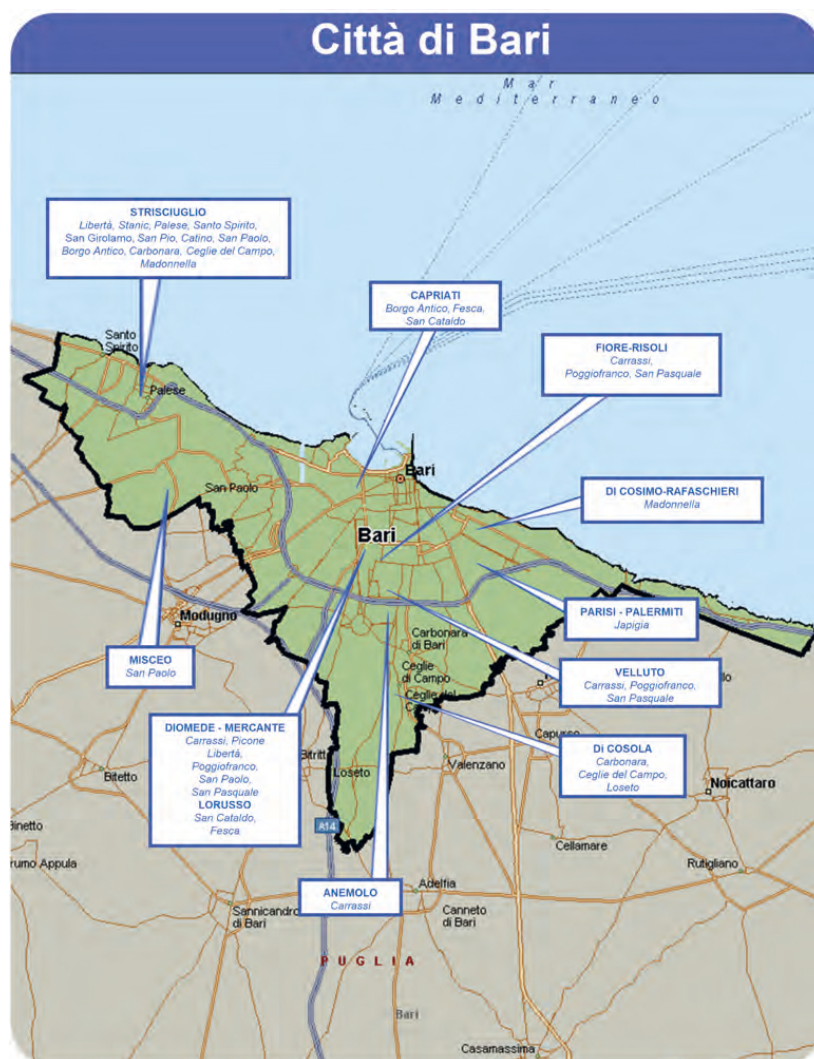 Città di Bari
Mar
Mediterraneo
STRISCIUGLIO
Libertà, Stanic, Palese, Santo Spirito,
San Girolamo, San Pio, Catino, San Paolo,
Borgo Antico, Carbonara, Ceglie del Campo,
Madonnella
CAPRIATI
Borgo Antico, Fesca,
San Cataldo
FIORE-RISOLI
Carrassi,
Poggiofranco, San Pasquale
Santo
Spirito
Palese
San Paolo
Bari
DI COSIMO-RAFASCHIERI
Madonnella
Bari
PARISI - PALERMITI
Japigia
Modugno
Carbonara
di Bari
MISCEO
San Paolo
Ceglie
di Campo
Ceglie del
VELLUTO
Carrassi, Poggiofranco,
San Pasquale
DIOMEDE - MERCANTE
Carrassi, Picone
Libertà,
Poggiofranco,
San Paolo,
San Pasquale
LORUSSO
San Cataldo,
Fesca
Bitritt
Loseto
Valenzano
Capurso
Di COSOLA
Carbonara,
Ceglie del Campo,
Loseto
Bitetto
Noicattaro
Binetto
A14
rumo Appula
Cellamare
Rutigliano
ANEMOLO
Carrassi
Adelfia
Sannicandro
di Bari
Canneto
di Bari
PUGLIA
Bari
Casamassima